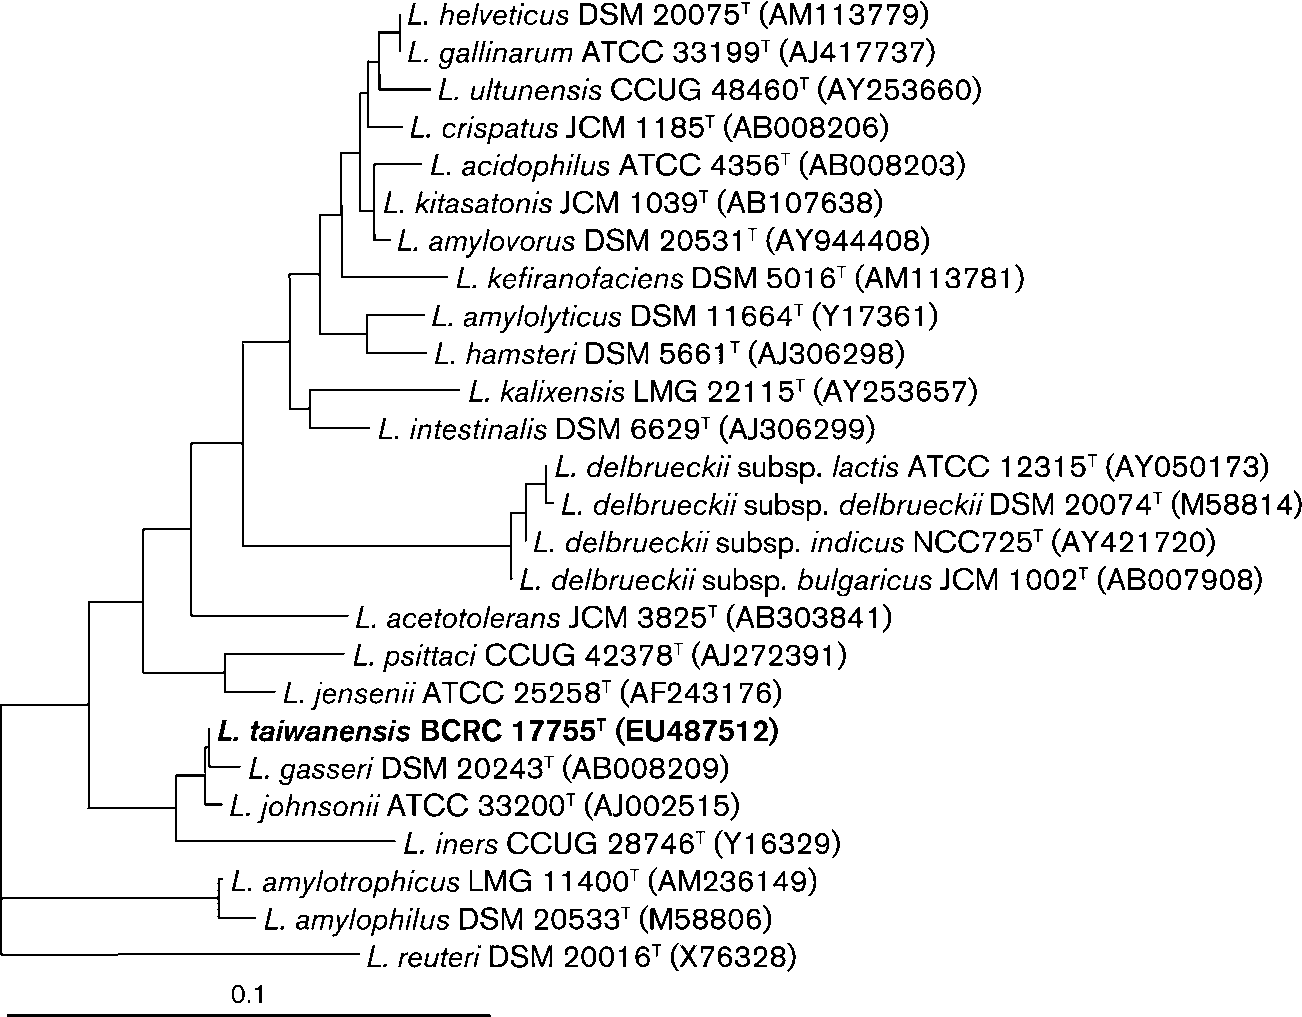 L. helveticus DSM 20075ᵀ (AM113779)
L. gallinarum ATCC 33199ᵀ (AJ417737)
L. ultunensis CCUG 48460ᵀ (AY253660)
L. crispatus JCM 1185ᵀ (AB008206)
L. acidophilus ATCC 4356ᵀ (AB008203)
L. kitasatonis JCM 1039ᵀ (AB107638)
L. amylovorus DSM 20531ᵀ (AY944408)
L. kefiranofaciens DSM 5016ᵀ (AM113781)
L. amylolyticus DSM 11664ᵀ (Y17361)
L. hamsteri DSM 5661ᵀ (AJ306298)
L. kalixensis LMG 22115ᵀ (AY253657)
L. intestinalis DSM 6629ᵀ (AJ306299)
L. delbrueckii subsp. lactis ATCC 12315ᵀ (AY050173)
L. delbrueckii subsp. delbrueckii DSM 20074ᵀ (M58814)
L. delbrueckii subsp. indicus NCC725ᵀ (AY421720)
L. delbrueckii subsp. bulgaricus JCM 1002ᵀ (AB007908)
L. acetotolerans JCM 3825ᵀ (AB303841)
L. psittaci CCUG 42378ᵀ (AJ272391)
L. jensenii ATCC 25258ᵀ (AF243176)
L. taiwanensis BCRC 17755ᵀ (EU487512)
L. gasseri DSM 20243ᵀ (AB008209)
L. johnsonii ATCC 33200ᵀ (AJ002515)
L. iners CCUG 28746ᵀ (Y16329)
L. amylotrophicus LMG 11400ᵀ (AM236149)
L. amylophilus DSM 20533ᵀ (M58806)
L. reuteri DSM 20016ᵀ (X76328)
0.1